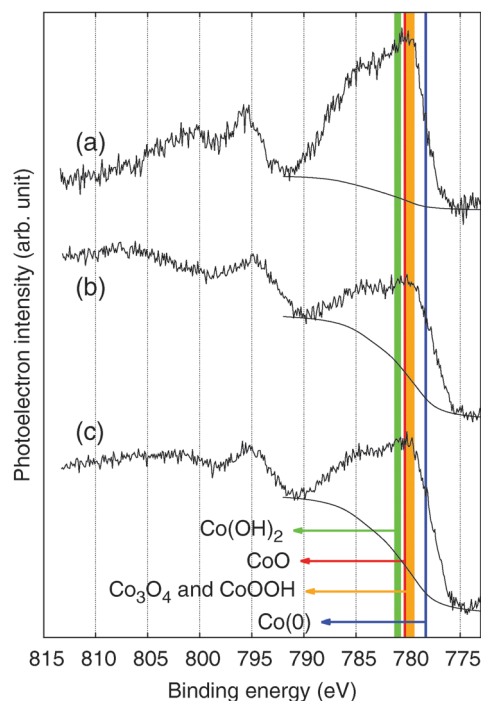 Photoelectron intensity (arb. unit)
(a)
(b)
(c)
Co(OH)₂
CoO
Co₃O₄ and CoOOH
Co(0)
815 810 805 800 795 790 785 780 775
Binding energy (eV)